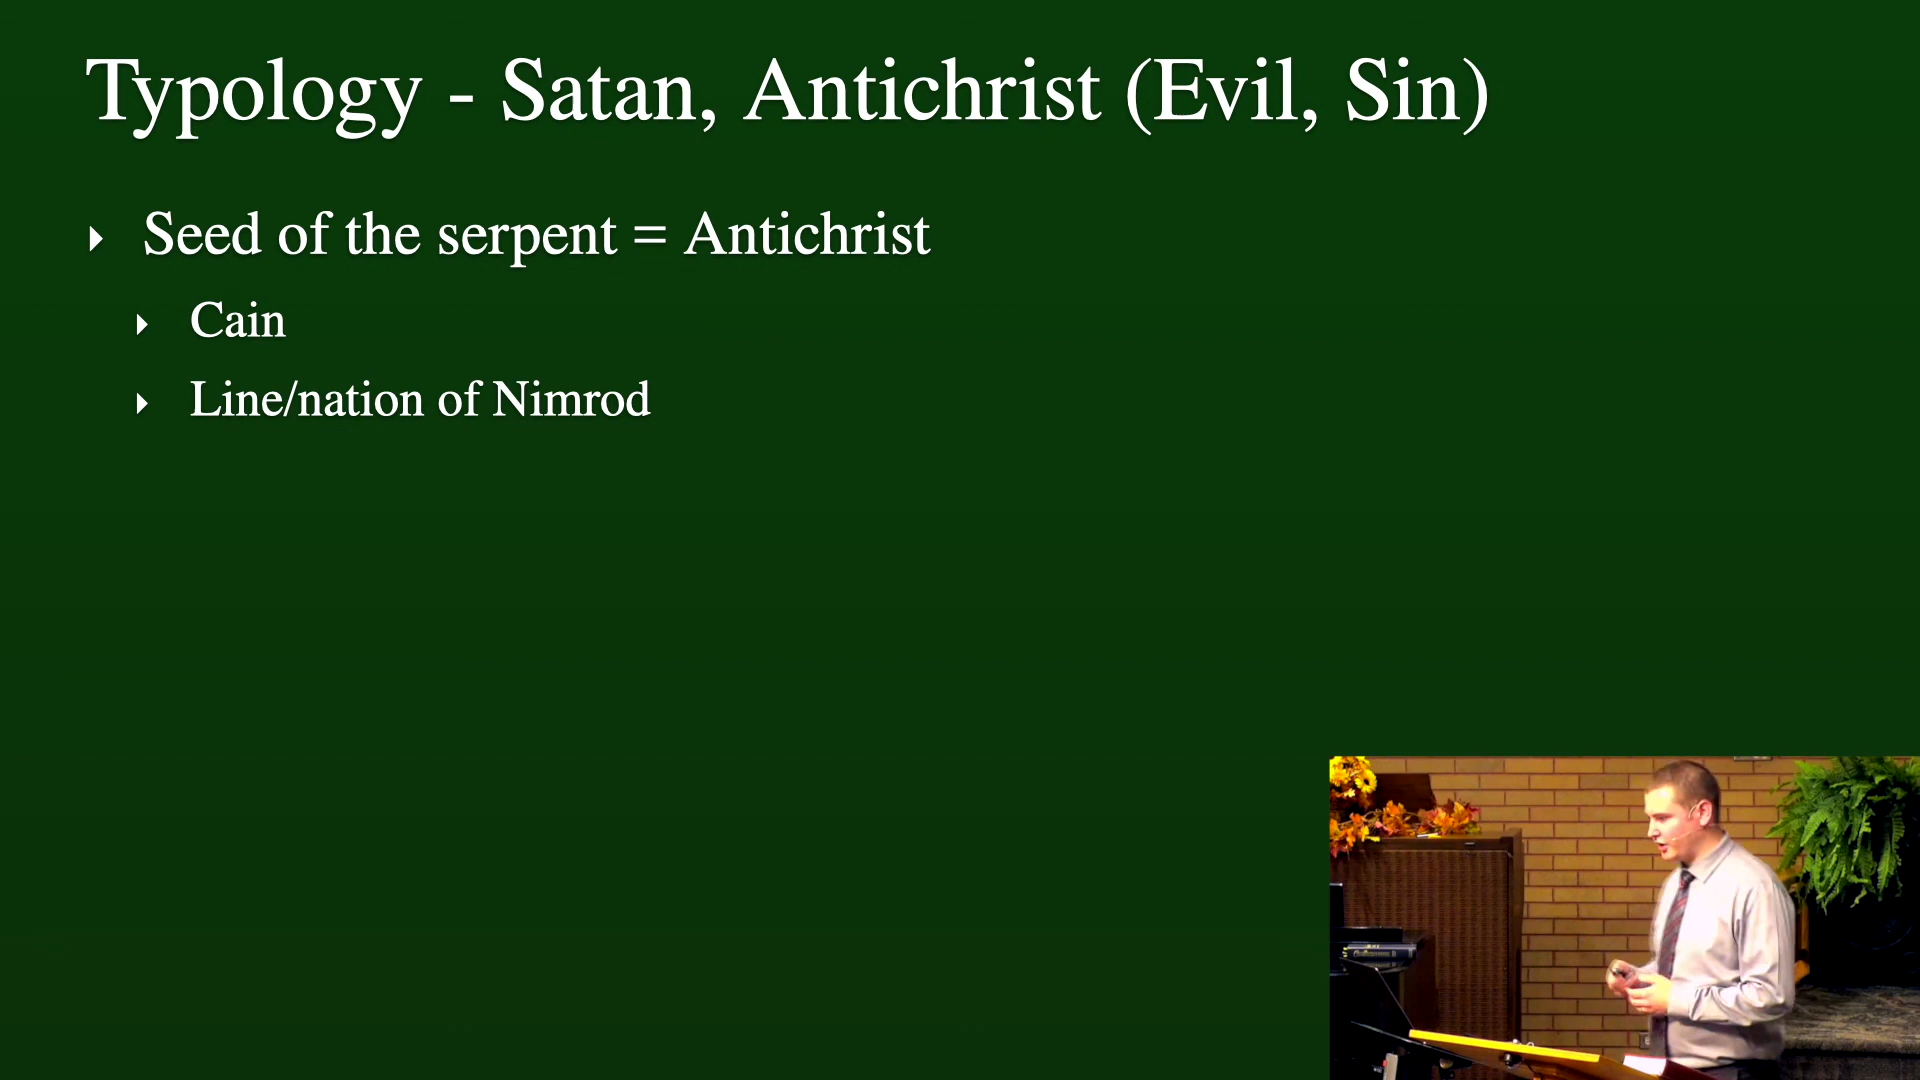 Typology - Satan, Antichrist (Evil, Sin)
Seed of the serpent = Antichrist
Cain
Line/nation of Nimrod